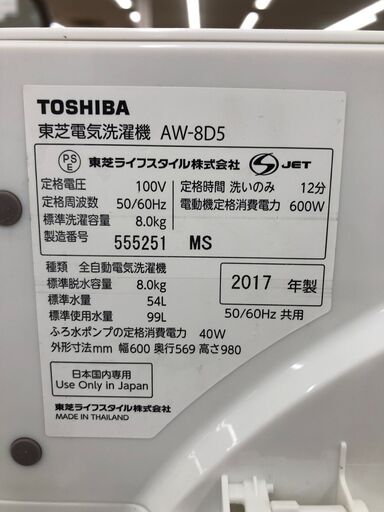 TOSHIBA
東芝電気洗濯機 AW-8D5
PS E 東芝ライフスタイル株式会社 S JET
定格電圧 100V
定格周波数 50/60Hz
標準洗濯容量 8.0kg
製造番号 555251 MS
定格時間 洗いのみ 12分
電動機定格消費電力 600W
種類 全自動電気洗濯機
標準脱水容量 8.0kg
標準水量 54L
標準使用水量 99L
2017 年製
50/60Hz 共用
ふろ水ポンプの定格消費電力 40W
外形寸法mm 幅600 奥行569 高さ980
日本国内専用
Use Only in Japan
東芝ライフスタイル株式会社
MADE IN THAILAND